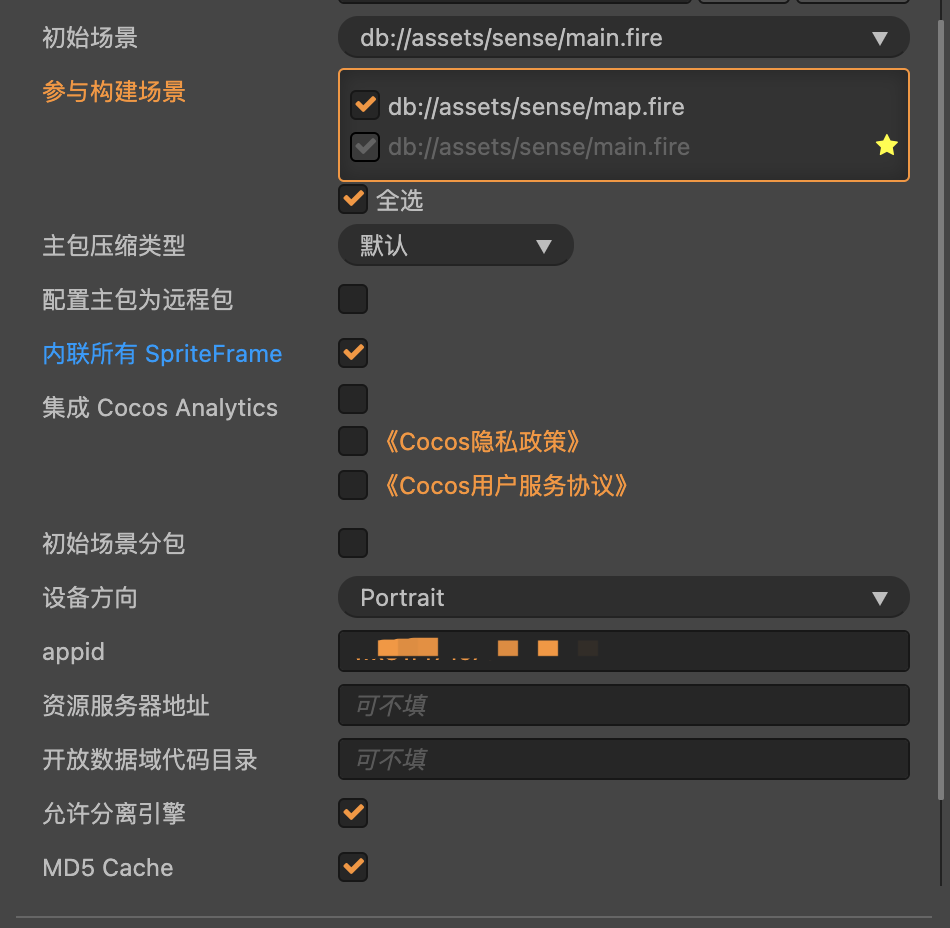 初始场景 db://assets/sense/main.fire
参与构建场景 db://assets/sense/map.fire
db://assets/sense/main.fire
全选
主包压缩类型 默认
配置主包为远程包
内联所有 SpriteFrame
集成 Cocos Analytics
《Cocos隐私政策》
《Cocos用户服务协议》
初始场景分包
设备方向 Portrait
appid
资源服务器地址 可不填
开放数据域代码目录 可不填
允许分离引擎
MD5 Cache